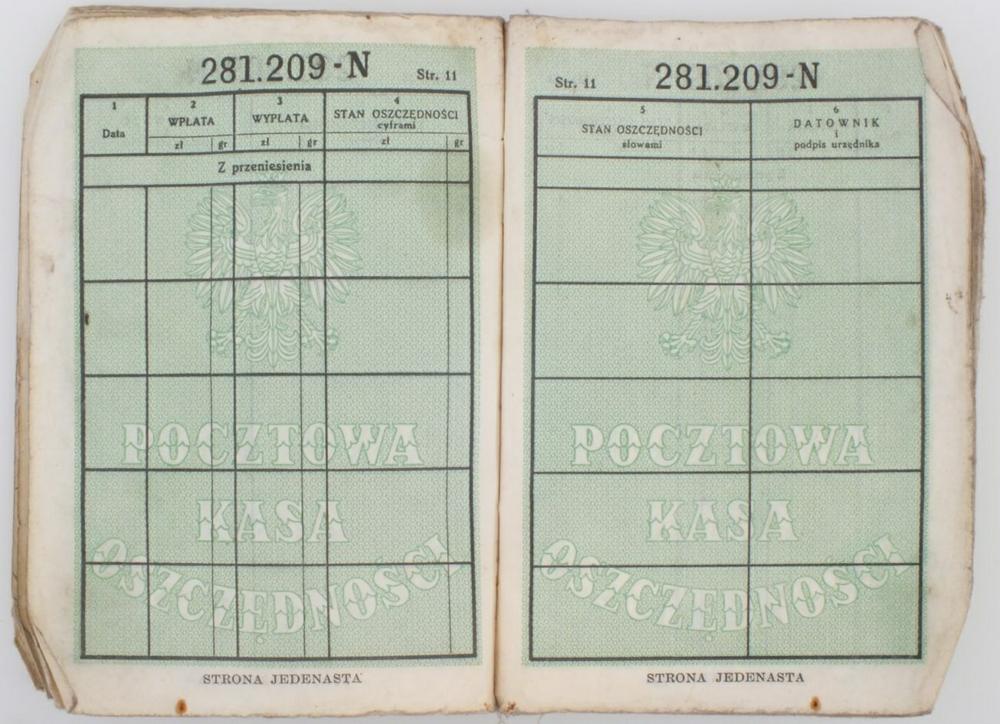 281.209-N
Str. 11
1
Data
2
WPŁATA
zł gr
3
WYPŁATA
zł gr
4
STAN OSZCZĘDNOŚCI
cyframi
zł gr
Z przeniesienia
POCZTOWA
KASA
OSZCZĘDNOŚCI
STRONA JEDENASTA
Str. 11
281.209-N
5
STAN OSZCZĘDNOŚCI
słowami
6
DATOWNIK
i
podpis urzędnika
POCZTOWA
KASA
OSZCZĘDNOŚCI
STRONA JEDENASTA